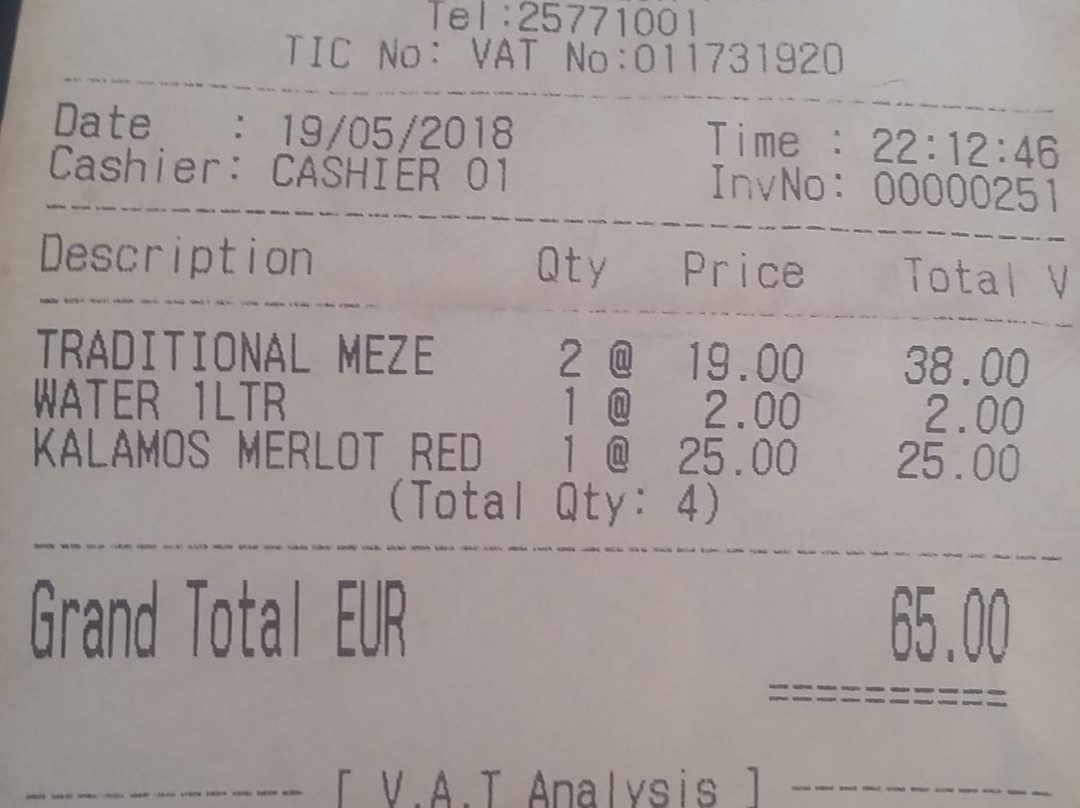 Tel:25771001
TIC No: VAT No:011731920
Date : 19/05/2018 Time : 22:12:46
Cashier: CASHIER 01 InvNo: 00000251
Description Qty Price Total V
TRADITIONAL MEZE 2 @ 19.00 38.00
WATER 1LTR 1 @ 2.00 2.00
KALAMOS MERLOT RED 1 @ 25.00 25.00
(Total Qty: 4)
Grand Total EUR 65.00
==========
[ V.A.T Analysis ]